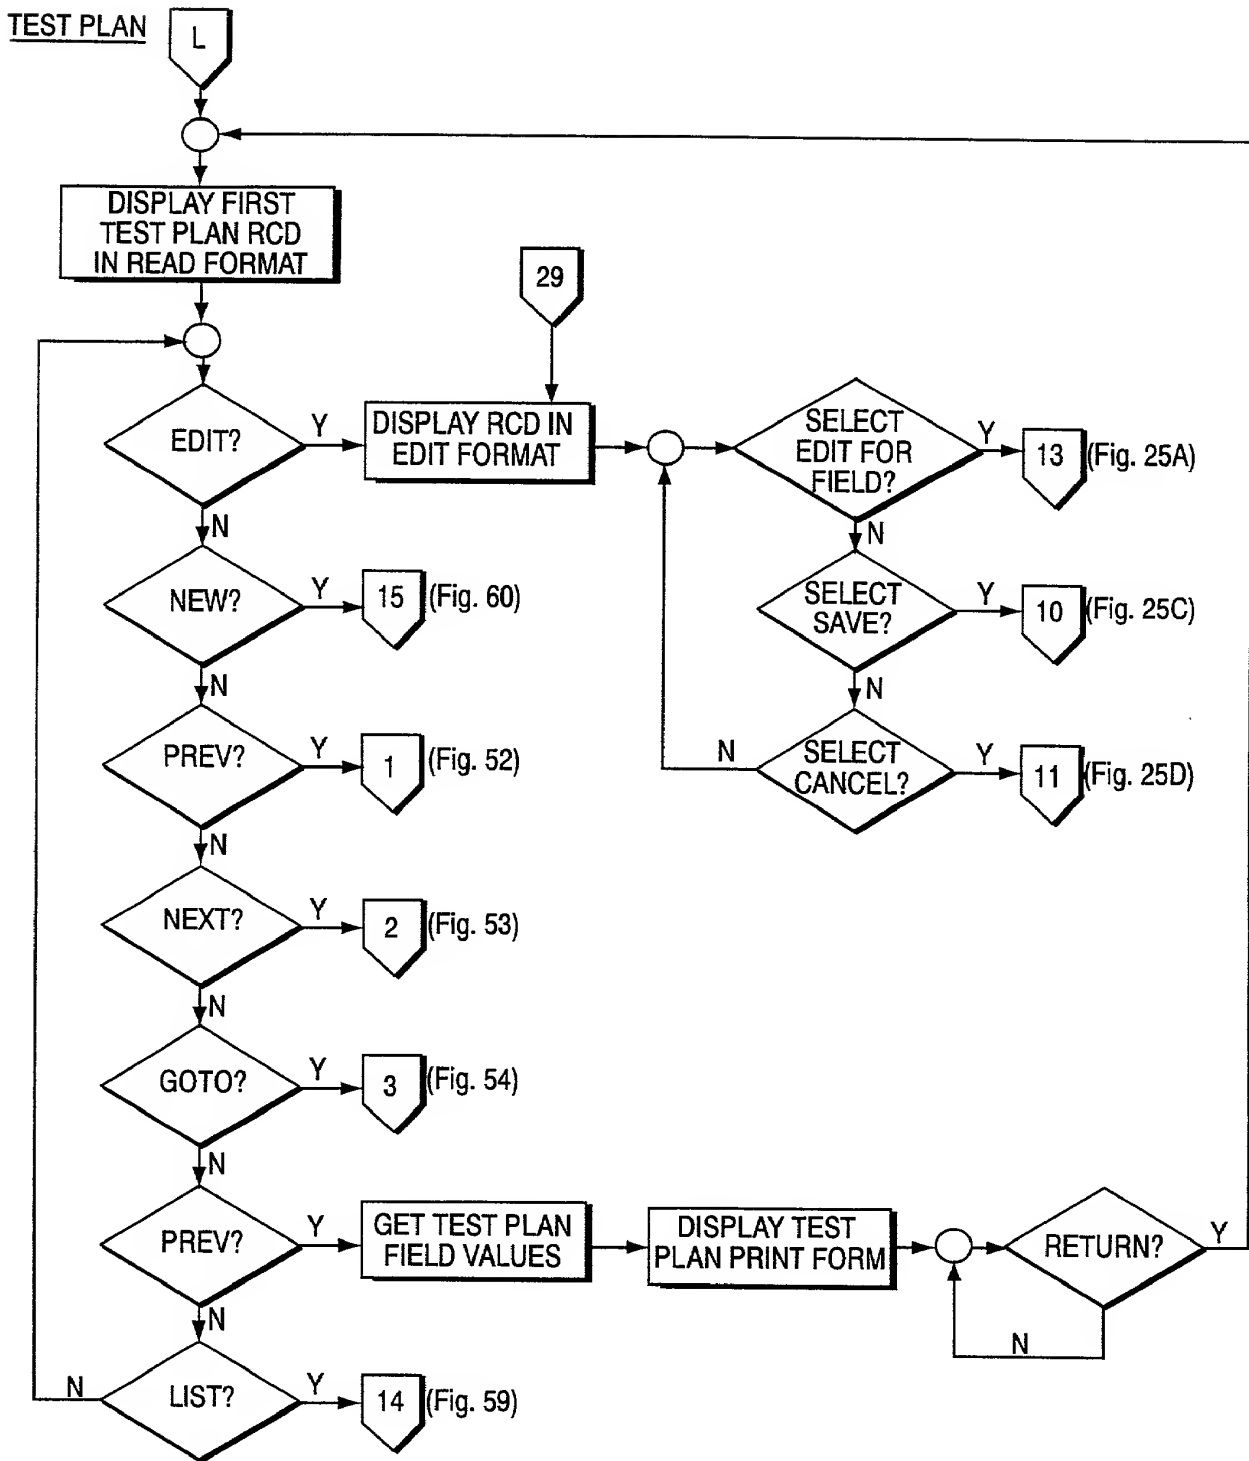 TEST PLAN
L
DISPLAY FIRST
TEST PLAN RCD
IN READ FORMAT
29
EDIT?
Y
DISPLAY RCD IN
EDIT FORMAT
SELECT
EDIT FOR
FIELD?
Y
13
(Fig. 25A)
N
N
NEW?
Y
15
(Fig. 60)
SELECT
SAVE?
Y
10
(Fig. 25C)
N
N
PREV?
Y
1
(Fig. 52)
N
SELECT
CANCEL?
Y
11
(Fig. 25D)
N
NEXT?
Y
2
(Fig. 53)
N
GOTO?
Y
3
(Fig. 54)
N
PREV?
Y
GET TEST PLAN
FIELD VALUES
DISPLAY TEST
PLAN PRINT FORM
RETURN?
Y
N
N
N
LIST?
Y
14
(Fig. 59)